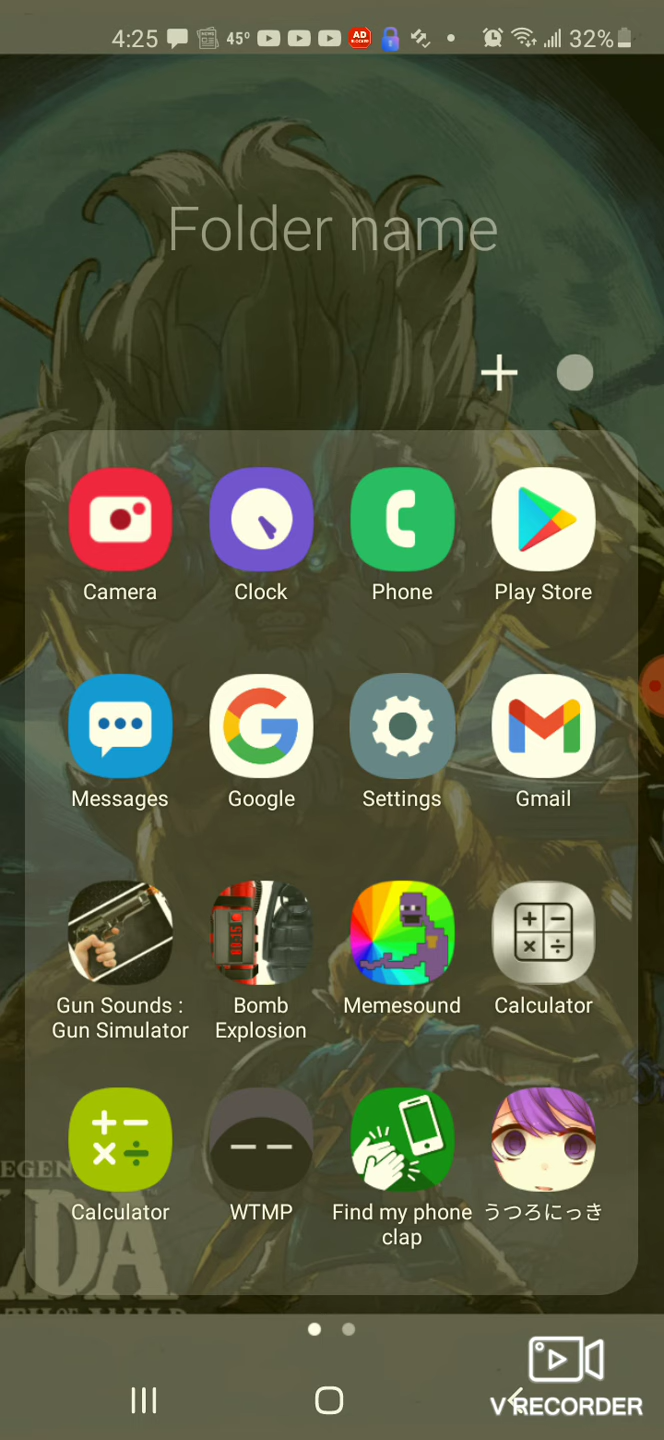 4:25 45° AD 32%
Folder name
Camera Clock Phone Play Store
Messages Google Settings Gmail
Gun Sounds : Bomb Memesound Calculator
Gun Simulator Explosion
Calculator WTMP Find my phone うつろにっき
clap
V RECORDER